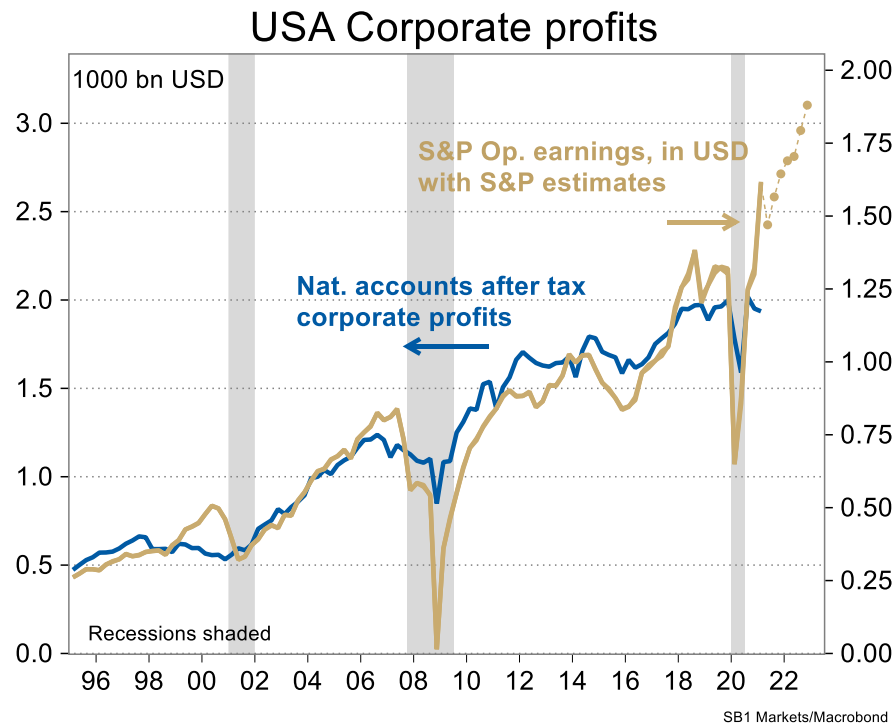 USA Corporate profits
1000 bn USD
2.00
3.0
1.75
S&P Op. earnings, in USD
with S&P estimates
2.5
1.50
Nat. accounts after tax
corporate profits
2.0
1.25
1.5
1.00
1.0
0.75
0.50
0.5
0.25
Recessions shaded
0.0
0.00
96 98 00 02 04 06 08 10 12 14 16 18 20 22
SB1 Markets/Macrobond